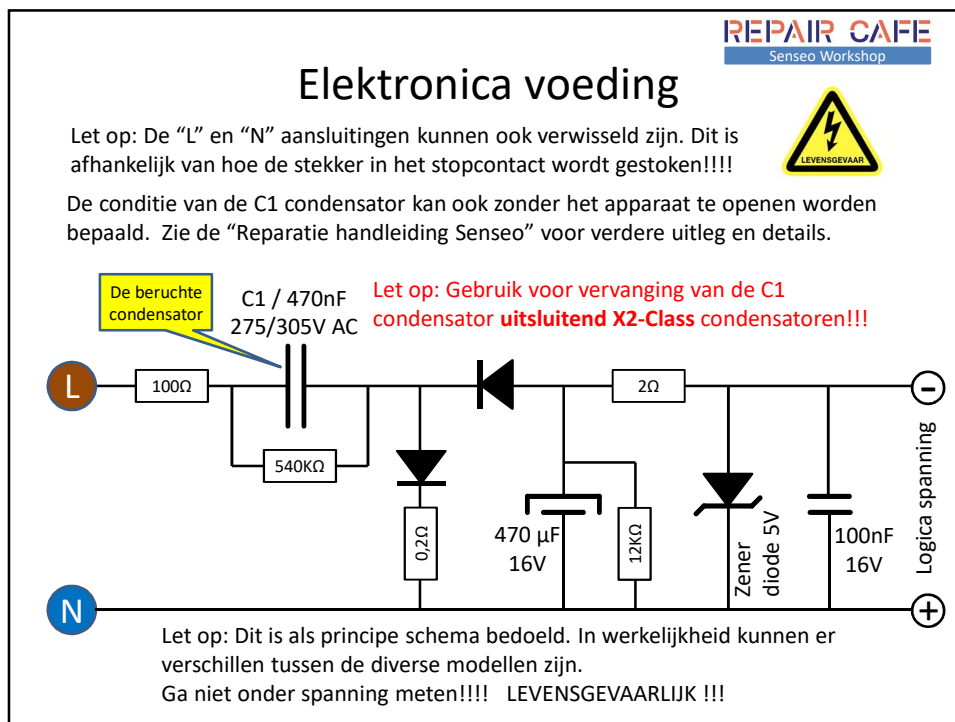 REPAIR CAFE
Senseo Workshop
Elektronica voeding
Let op: De “L” en “N” aansluitingen kunnen ook verwisseld zijn. Dit is
afhankelijk van hoe de stekker in het stopcontact wordt gestoken!!!!
LEVENSGEVAAR
De conditie van de C1 condensator kan ook zonder het apparaat te openen worden
bepaald. Zie de “Reparatie handleiding Senseo” voor verdere uitleg en details.
De beruchte
condensator
C1 / 470nF
275/305V AC
Let op: Gebruik voor vervanging van de C1
condensator uitsluitend X2-Class condensatoren!!!
L
100Ω
2Ω
540KΩ
0,2Ω
470 µF
16V
12KΩ
Zener
diode 5V
100nF
16V
Logica spanning
N
Let op: Dit is als principe schema bedoeld. In werkelijkheid kunnen er
verschillen tussen de diverse modellen zijn.
Ga niet onder spanning meten!!!! LEVENSGEVAARLIJK !!!